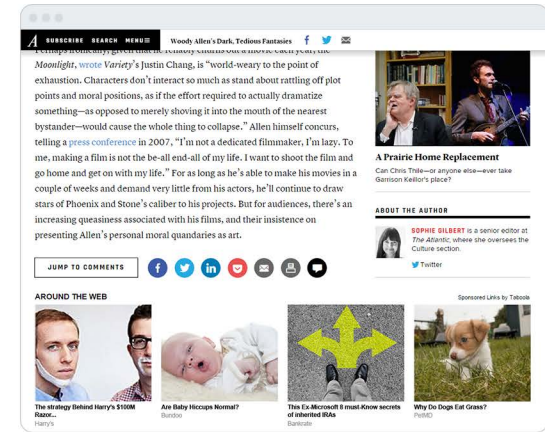 A SUBSCRIBE SEARCH MENU Woody Allen's Dark, Tedious Fantasies
Perhaps ironically, given that he reliably churns out a movie each year, the
Moonlight, wrote Variety's Justin Chang, is "world-weary to the point of
exhaustion. Characters don't interact so much as stand about rattling off plot
points and moral positions, as if the effort required to actually dramatize
something—as opposed to merely shoving it into the mouth of the nearest
bystander—would cause the whole thing to collapse." Allen himself concurs,
telling a press conference in 2007, "I'm not a dedicated filmmaker, I'm lazy. To
me, making a film is not the be-all end-all of my life. I want to shoot the film and
go home and get on with my life." For as long as he's able to make his movies in a
couple of weeks and demand very little from his actors, he'll continue to draw
stars of Phoenix and Stone's caliber to his projects. But for audiences, there's an
increasing queasiness associated with his films, and their insistence on
presenting Allen's personal moral quandaries as art.
JUMP TO COMMENTS
A Prairie Home Replacement
Can Chris Thile—or anyone else—ever take
Garrison Keillor's place?
ABOUT THE AUTHOR
SOPHIE GILBERT is a senior editor at
The Atlantic, where she oversees the
Culture section.
Twitter
AROUND THE WEB
Sponsored Links by Taboola
The strategy Behind Harry's $100M
Razor...
Harry's
Are Baby Hiccups Normal?
Bundoo
This Ex-Microsoft 8 must-Know secrets
of inherited IRAs
Bankrate
Why Do Dogs Eat Grass?
PetMD